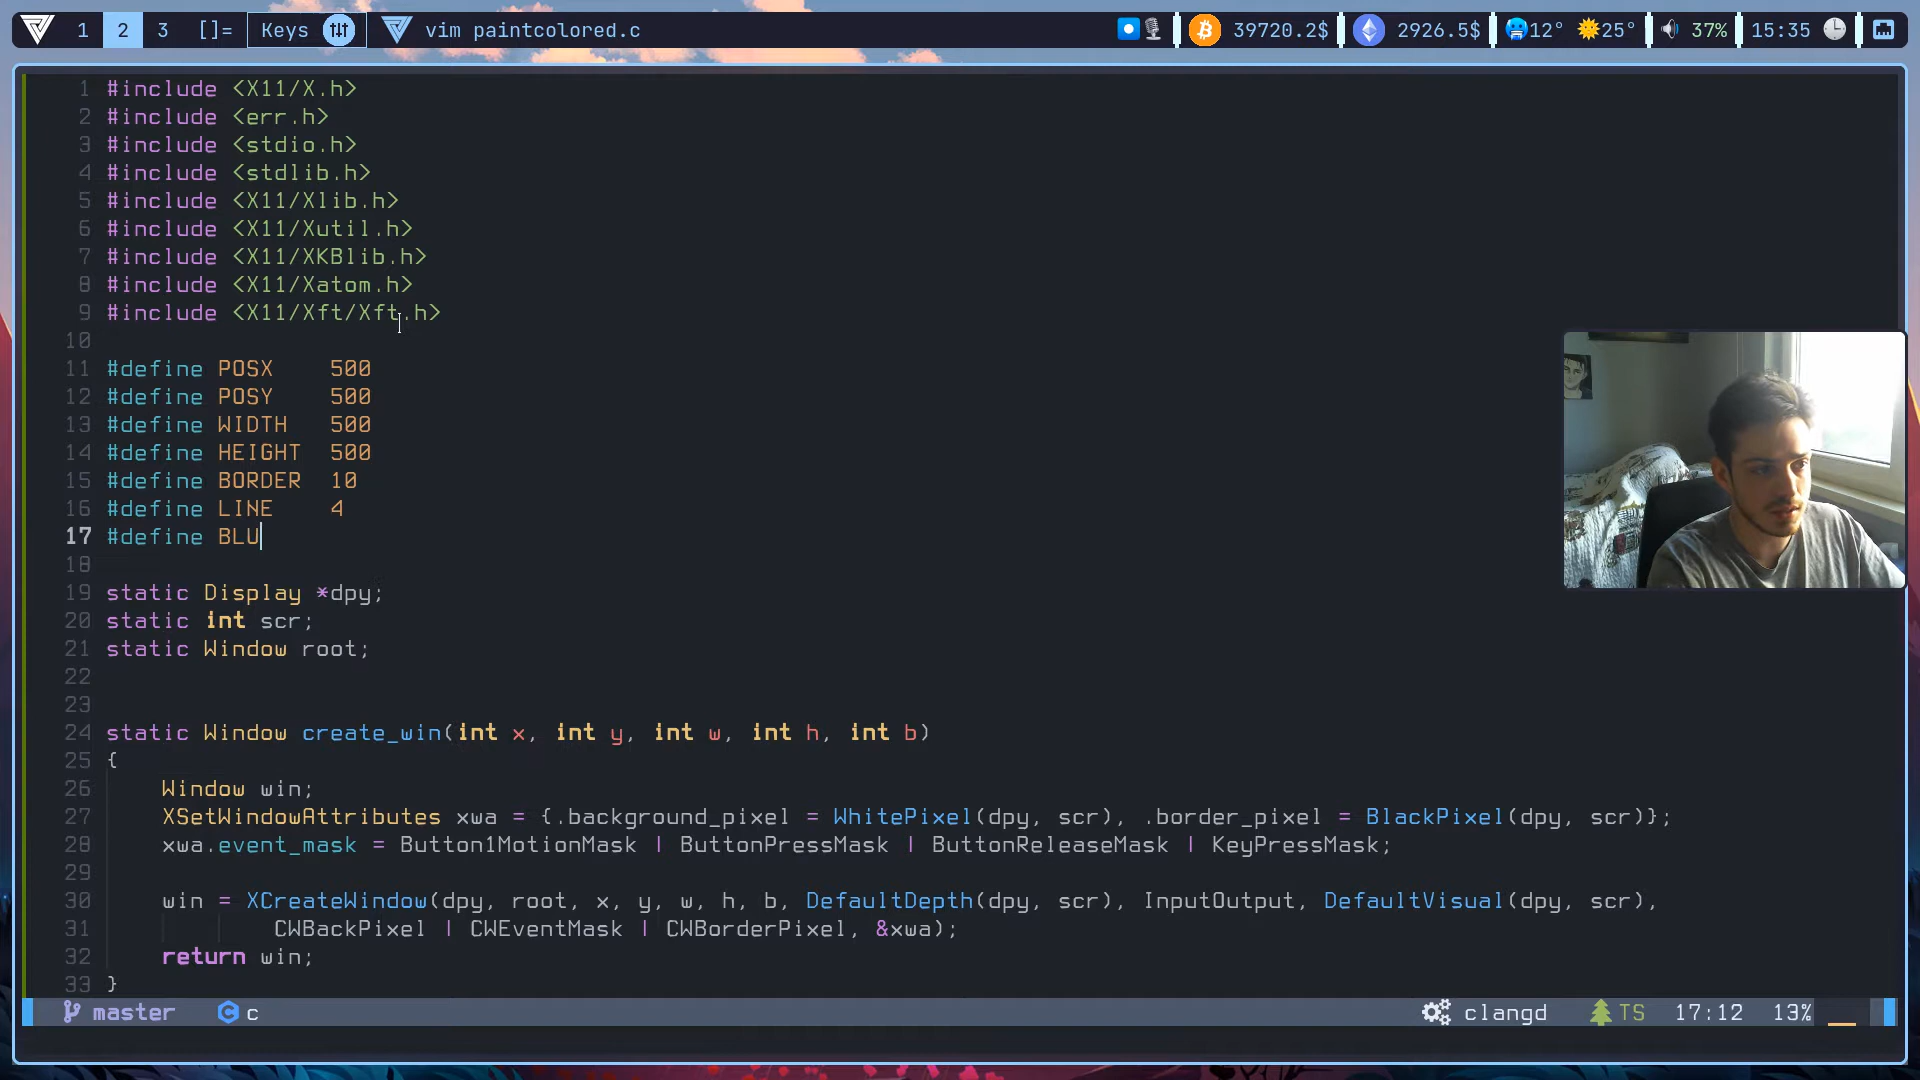 1 2 3 []= Keys vim paintcolored.c 39720.2$ 2926.5$ 12° 25° 37% 15:35
1 #include <X11/X.h>
2 #include <err.h>
3 #include <stdio.h>
4 #include <stdlib.h>
5 #include <X11/Xlib.h>
6 #include <X11/Xutil.h>
7 #include <X11/XKBlib.h>
8 #include <X11/Xatom.h>
9 #include <X11/Xft/Xft.h>
10
11 #define POSX 500
12 #define POSY 500
13 #define WIDTH 500
14 #define HEIGHT 500
15 #define BORDER 10
16 #define LINE 4
17 #define BLU
18
19 static Display *dpy;
20 static int scr;
21 static Window root;
22
23
24 static Window create_win(int x, int y, int w, int h, int b)
25 {
26 Window win;
27 XSetWindowAttributes xwa = {.background_pixel = WhitePixel(dpy, scr), .border_pixel = BlackPixel(dpy, scr)};
28 xwa.event_mask = Button1MotionMask | ButtonPressMask | ButtonReleaseMask | KeyPressMask;
29
30 win = XCreateWindow(dpy, root, x, y, w, h, b, DefaultDepth(dpy, scr), InputOutput, DefaultVisual(dpy, scr),
31 CWBackPixel | CWEventMask | CWBorderPixel, &xwa);
32 return win;
33 }
master c clangd TS 17:12 13%